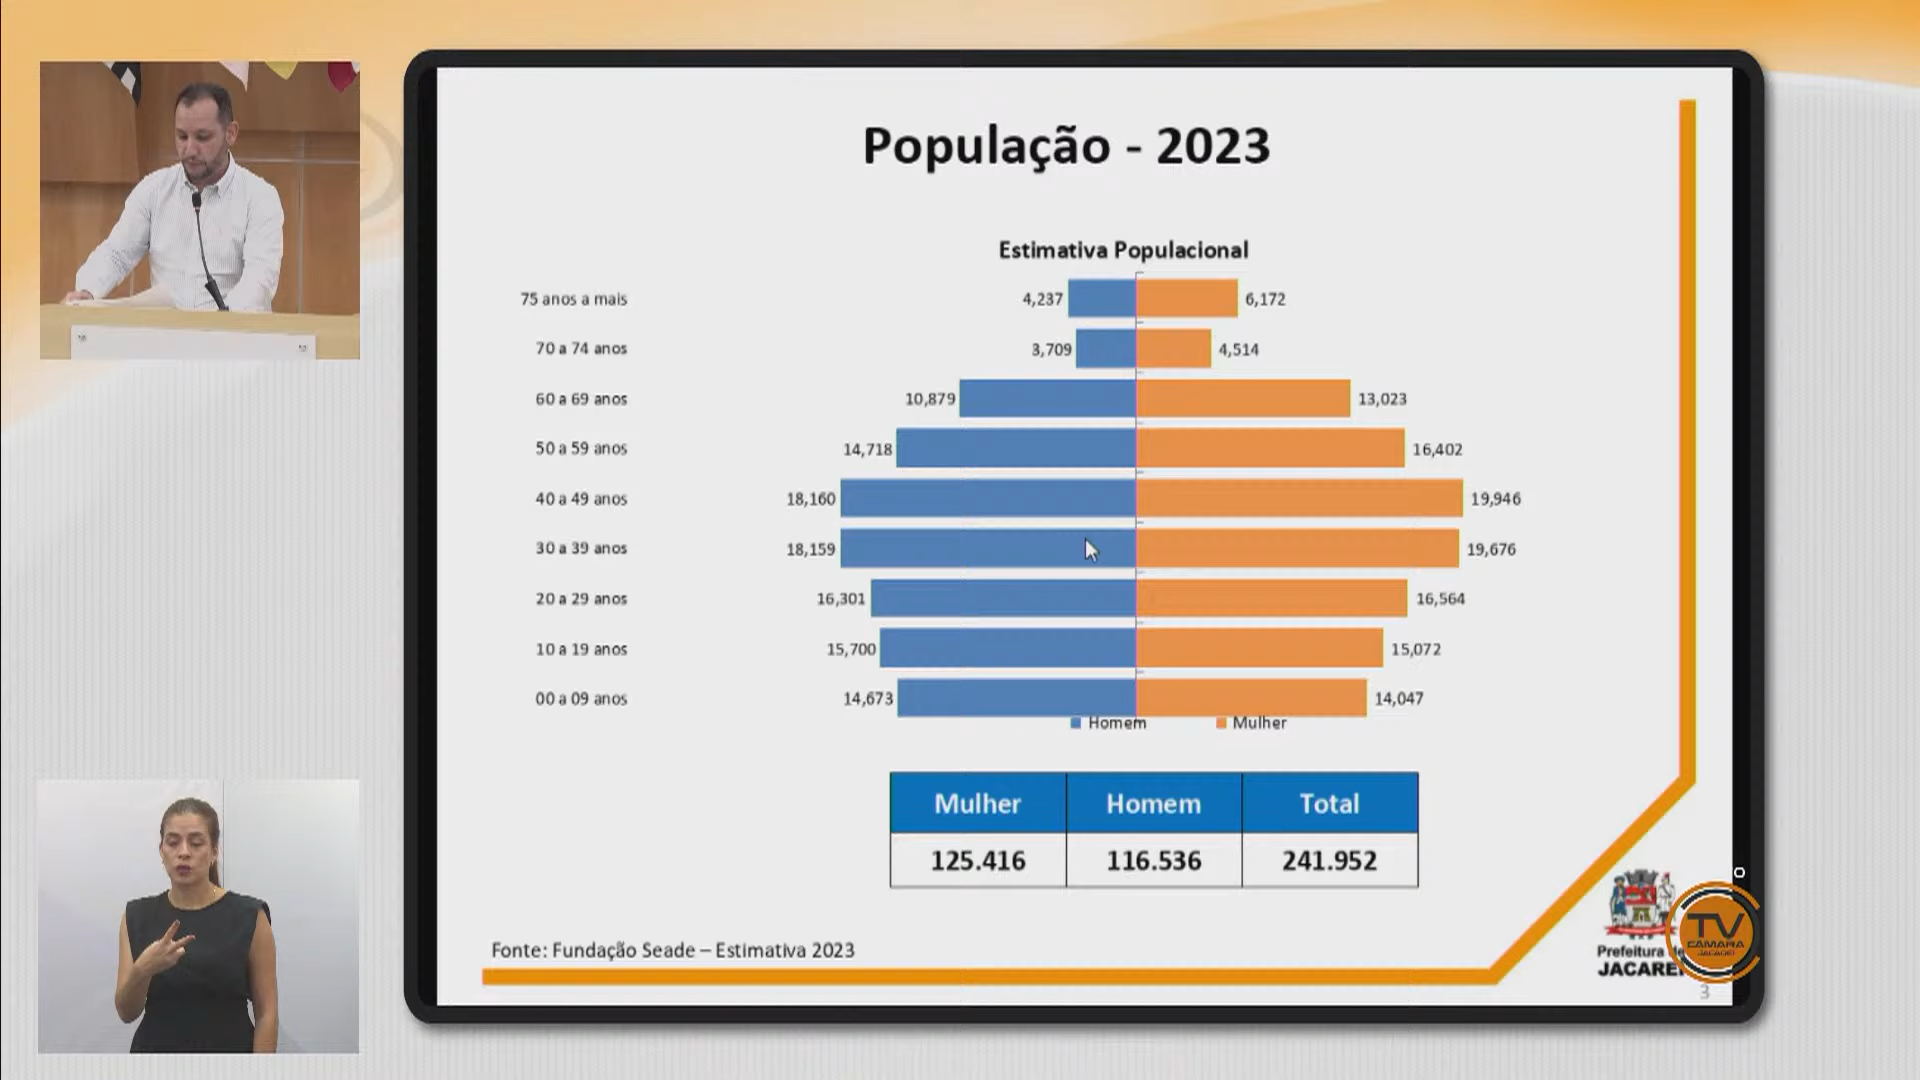 População - 2023
Estimativa Populacional
75 anos a mais 4,237 6,172
70 a 74 anos 3,709 4,514
60 a 69 anos 10,879 13,023
50 a 59 anos 14,718 16,402
40 a 49 anos 18,160 19,946
30 a 39 anos 18,159 19,676
20 a 29 anos 16,301 16,564
10 a 19 anos 15,700 15,072
00 a 09 anos 14,673 14,047
Homem Mulher
Mulher Homem Total
125.416 116.536 241.952
Fonte: Fundação Seade – Estimativa 2023
Prefeitura de
JACAREÍ
TV
CÂMARA
JACAREÍ
3